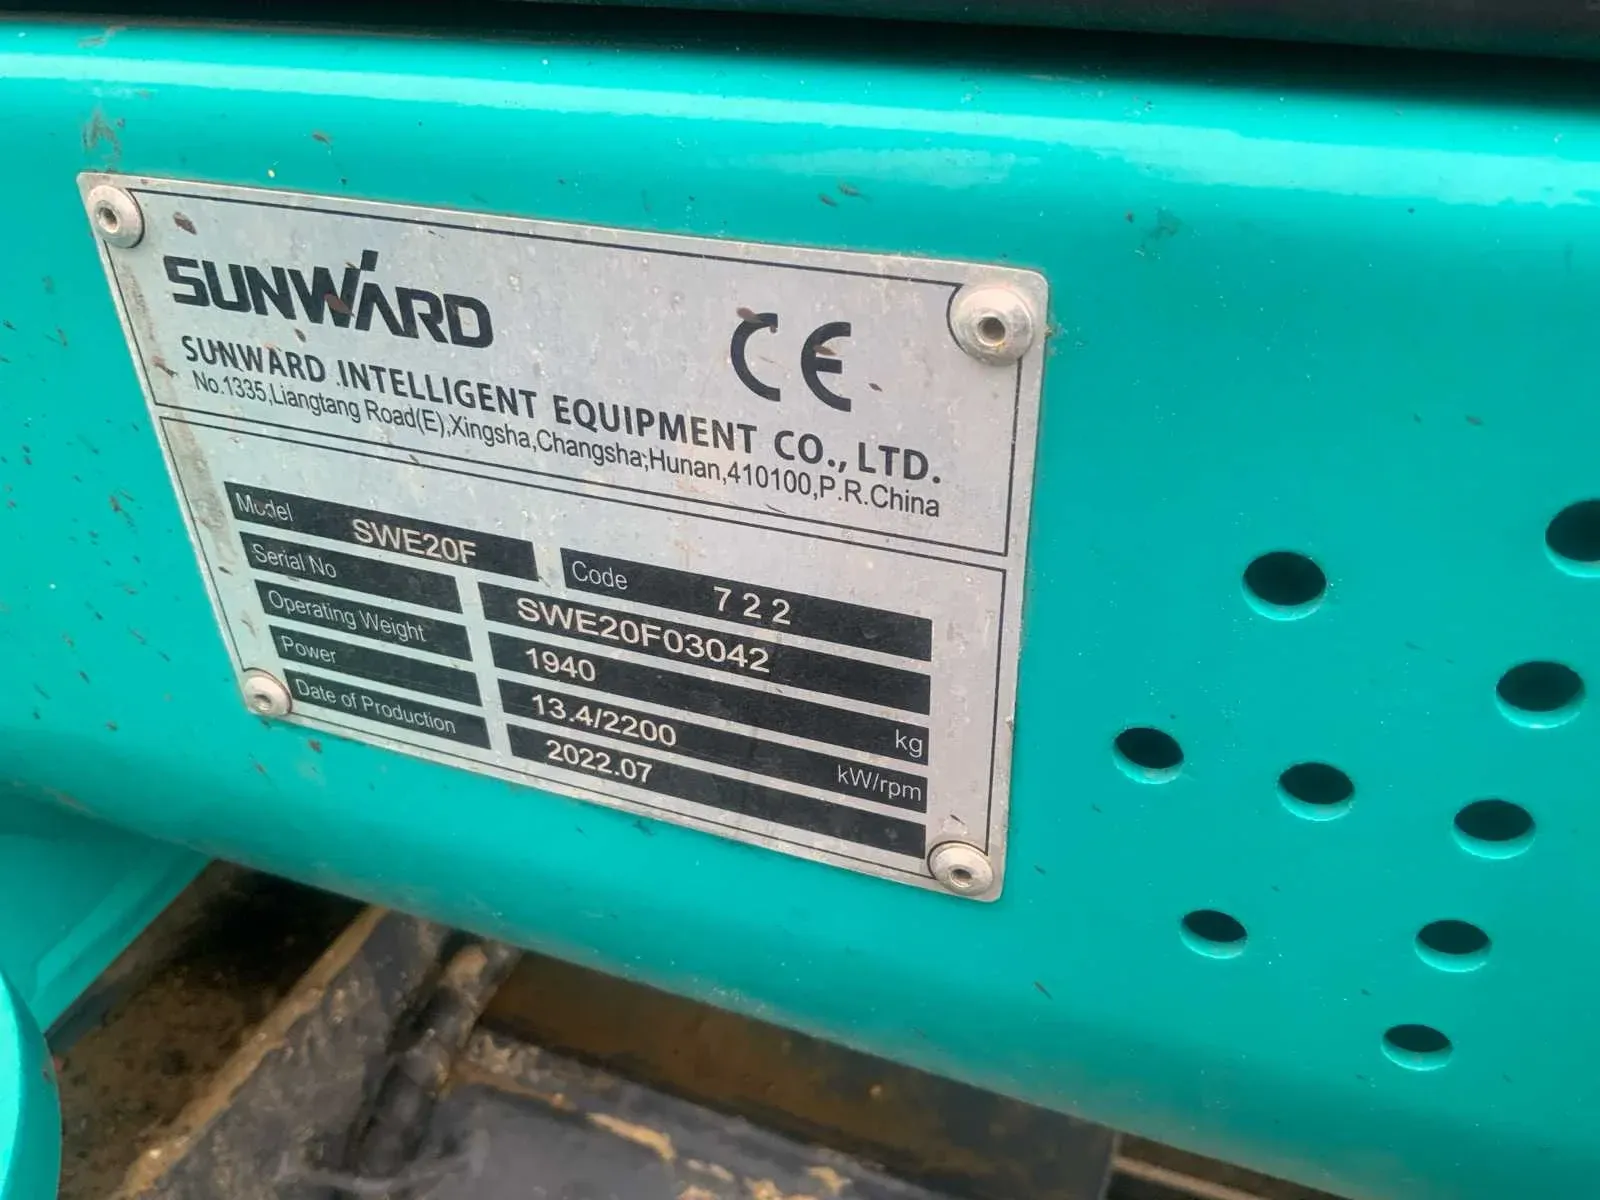 SUNWARD
CE
SUNWARD INTELLIGENT EQUIPMENT CO., LTD.
No.1335,Liangtang Road(E),Xingsha,Changsha,Hunan,410100,P.R.China
Model SWE20F Code 722
Serial No SWE20F03042
Operating Weight 1940 kg
Power 13.4/2200 kW/rpm
Date of Production 2022.07